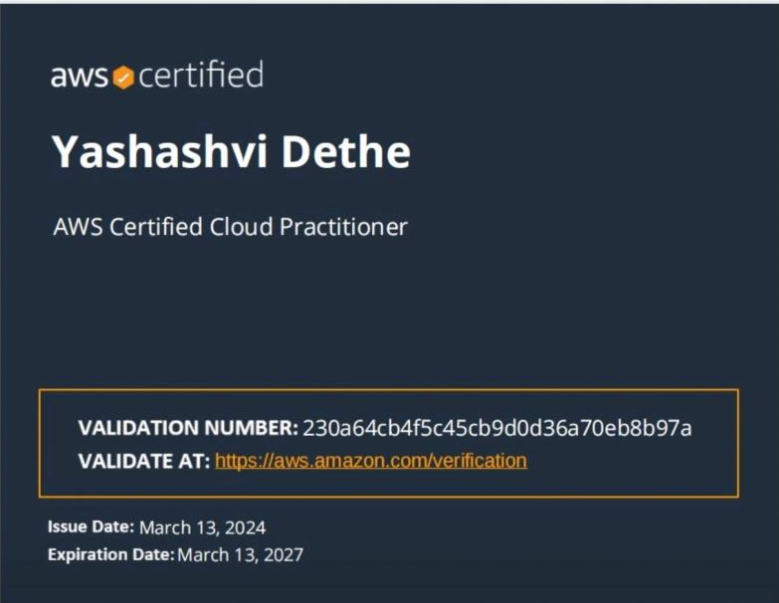 aws certified
Yashashvi Dethe
AWS Certified Cloud Practitioner
VALIDATION NUMBER: 230a64cb4f5c45cb9d0d36a70eb8b97a
VALIDATE AT: https://aws.amazon.com/verification
Issue Date: March 13, 2024
Expiration Date: March 13, 2027